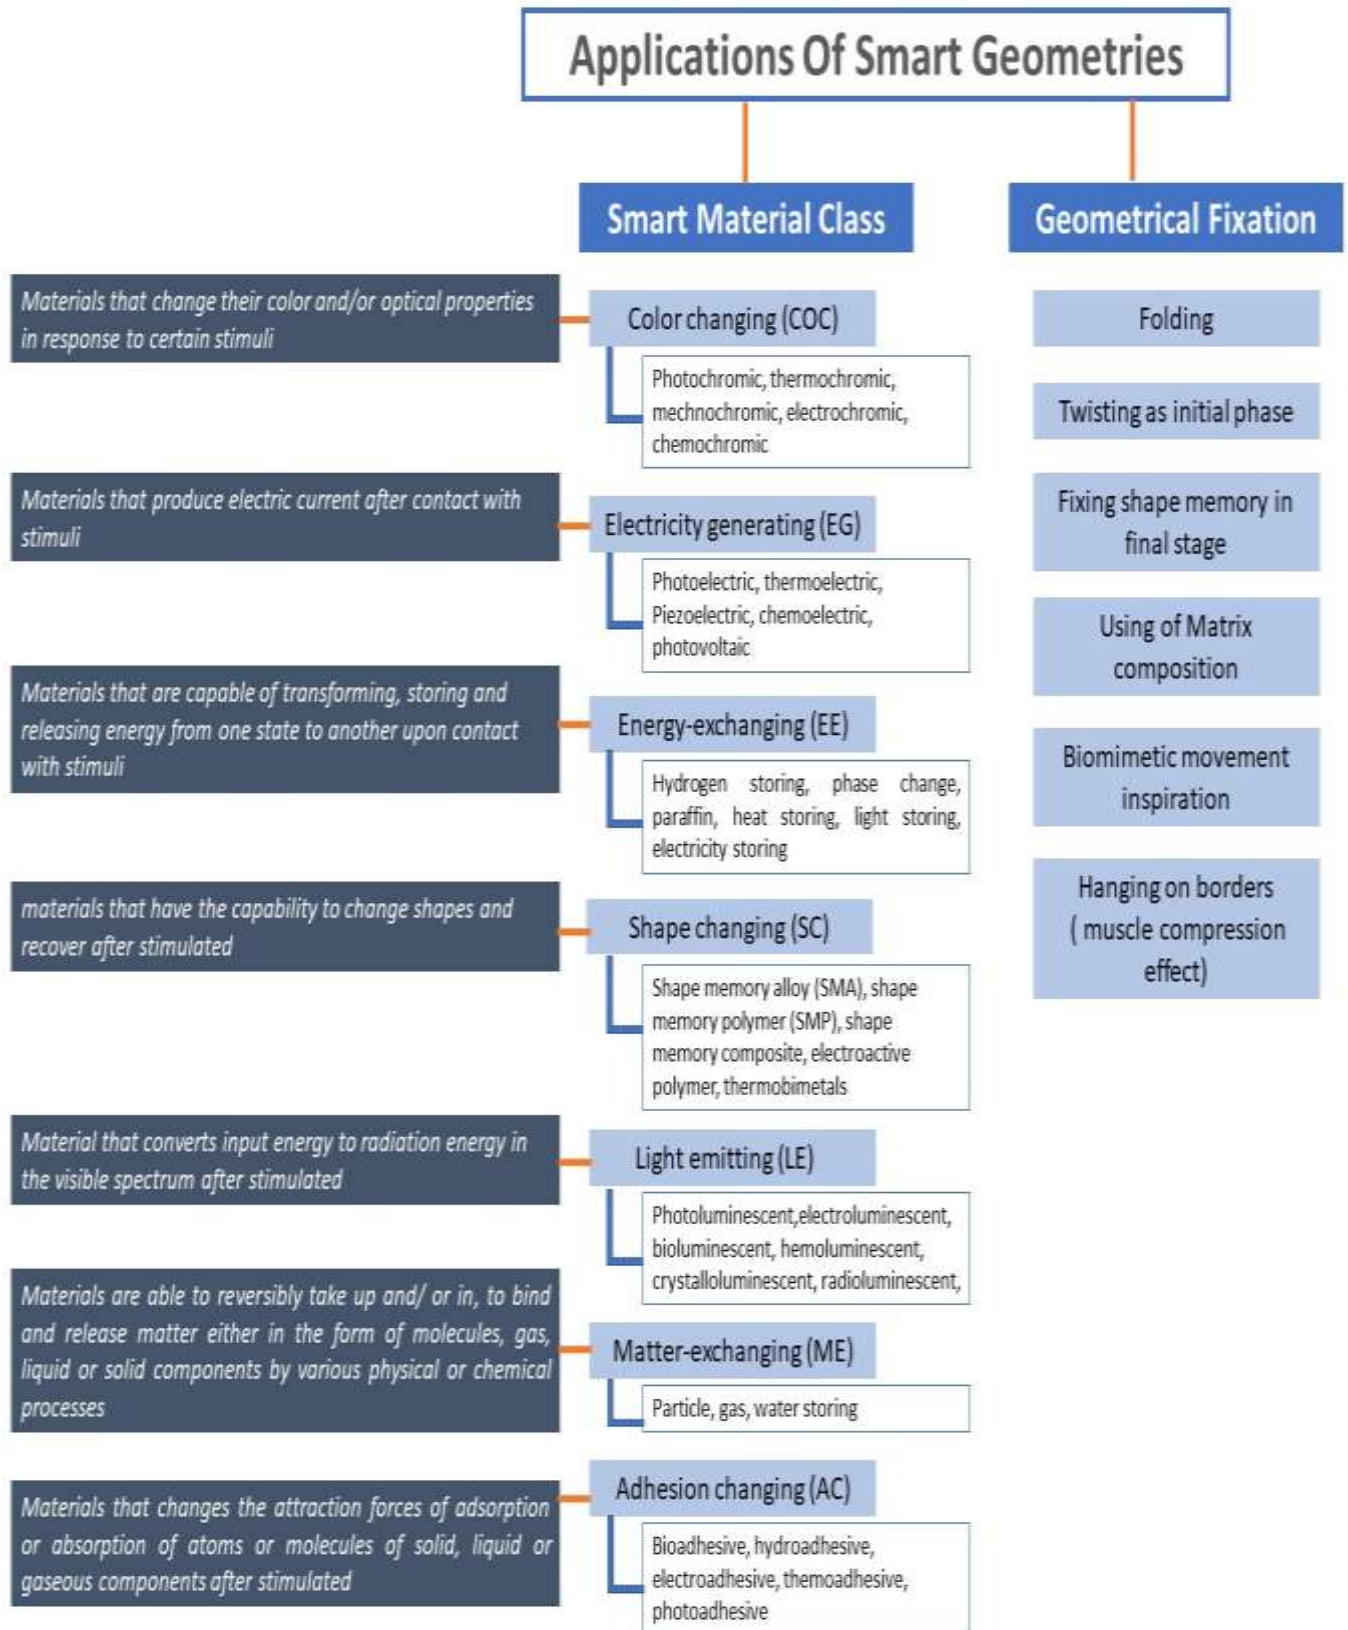 Applications Of Smart Geometries
Smart Material Class
Geometrical Fixation
Materials that change their color and/or optical properties
in response to certain stimuli
Color changing (COC)
Photochromic, thermochromic,
mechnochromic, electrochromic,
chemochromic
Materials that produce electric current after contact with
stimuli
Electricity generating (EG)
Photoelectric, thermoelectric,
Piezoelectric, chemoelectric,
photovoltaic
Materials that are capable of transforming, storing and
releasing energy from one state to another upon contact
with stimuli
Energy-exchanging (EE)
Hydrogen storing, phase change,
paraffin, heat storing, light storing,
electricity storing
materials that have the capability to change shapes and
recover after stimulated
Shape changing (SC)
Shape memory alloy (SMA), shape
memory polymer (SMP), shape
memory composite, electroactive
polymer, thermobimetals
Material that converts input energy to radiation energy in
the visible spectrum after stimulated
Light emitting (LE)
Photoluminescent,electroluminescent,
bioluminescent, hemoluminescent,
crystalloluminescent, radioluminescent,
Materials are able to reversibly take up and/ or in, to bind
and release matter either in the form of molecules, gas,
liquid or solid components by various physical or chemical
processes
Matter-exchanging (ME)
Particle, gas, water storing
Materials that changes the attraction forces of adsorption
or absorption of atoms or molecules of solid, liquid or
gaseous components after stimulated
Adhesion changing (AC)
Bioadhesive, hydroadhesive,
electroadhesive, themoadhesive,
photoadhesive
Folding
Twisting as initial phase
Fixing shape memory in
final stage
Using of Matrix
composition
Biomimetic movement
inspiration
Hanging on borders
( muscle compression
effect)